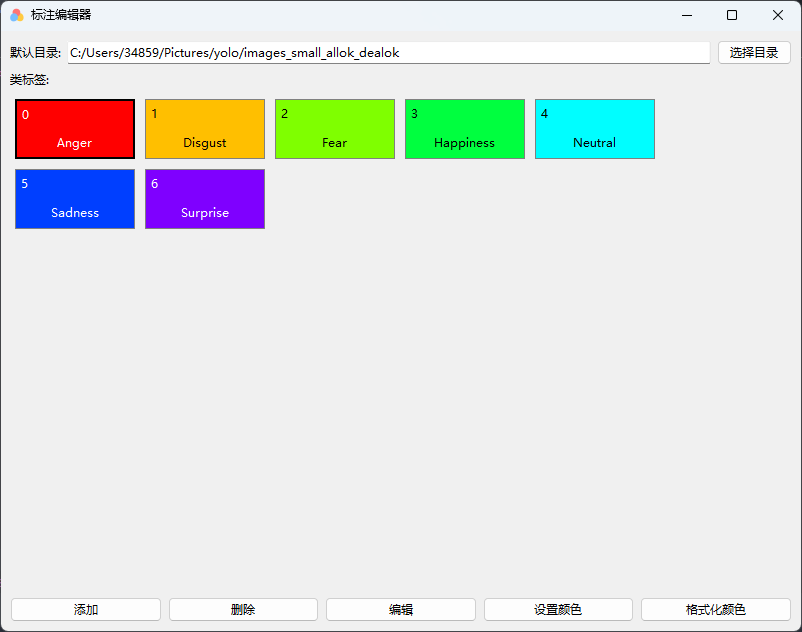 标注编辑器
默认目录: C:/Users/34859/Pictures/yolo/images_small_allok_dealok 选择目录
类标签:
0 Anger
1 Disgust
2 Fear
3 Happiness
4 Neutral
5 Sadness
6 Surprise
添加 删除 编辑 设置颜色 格式化颜色